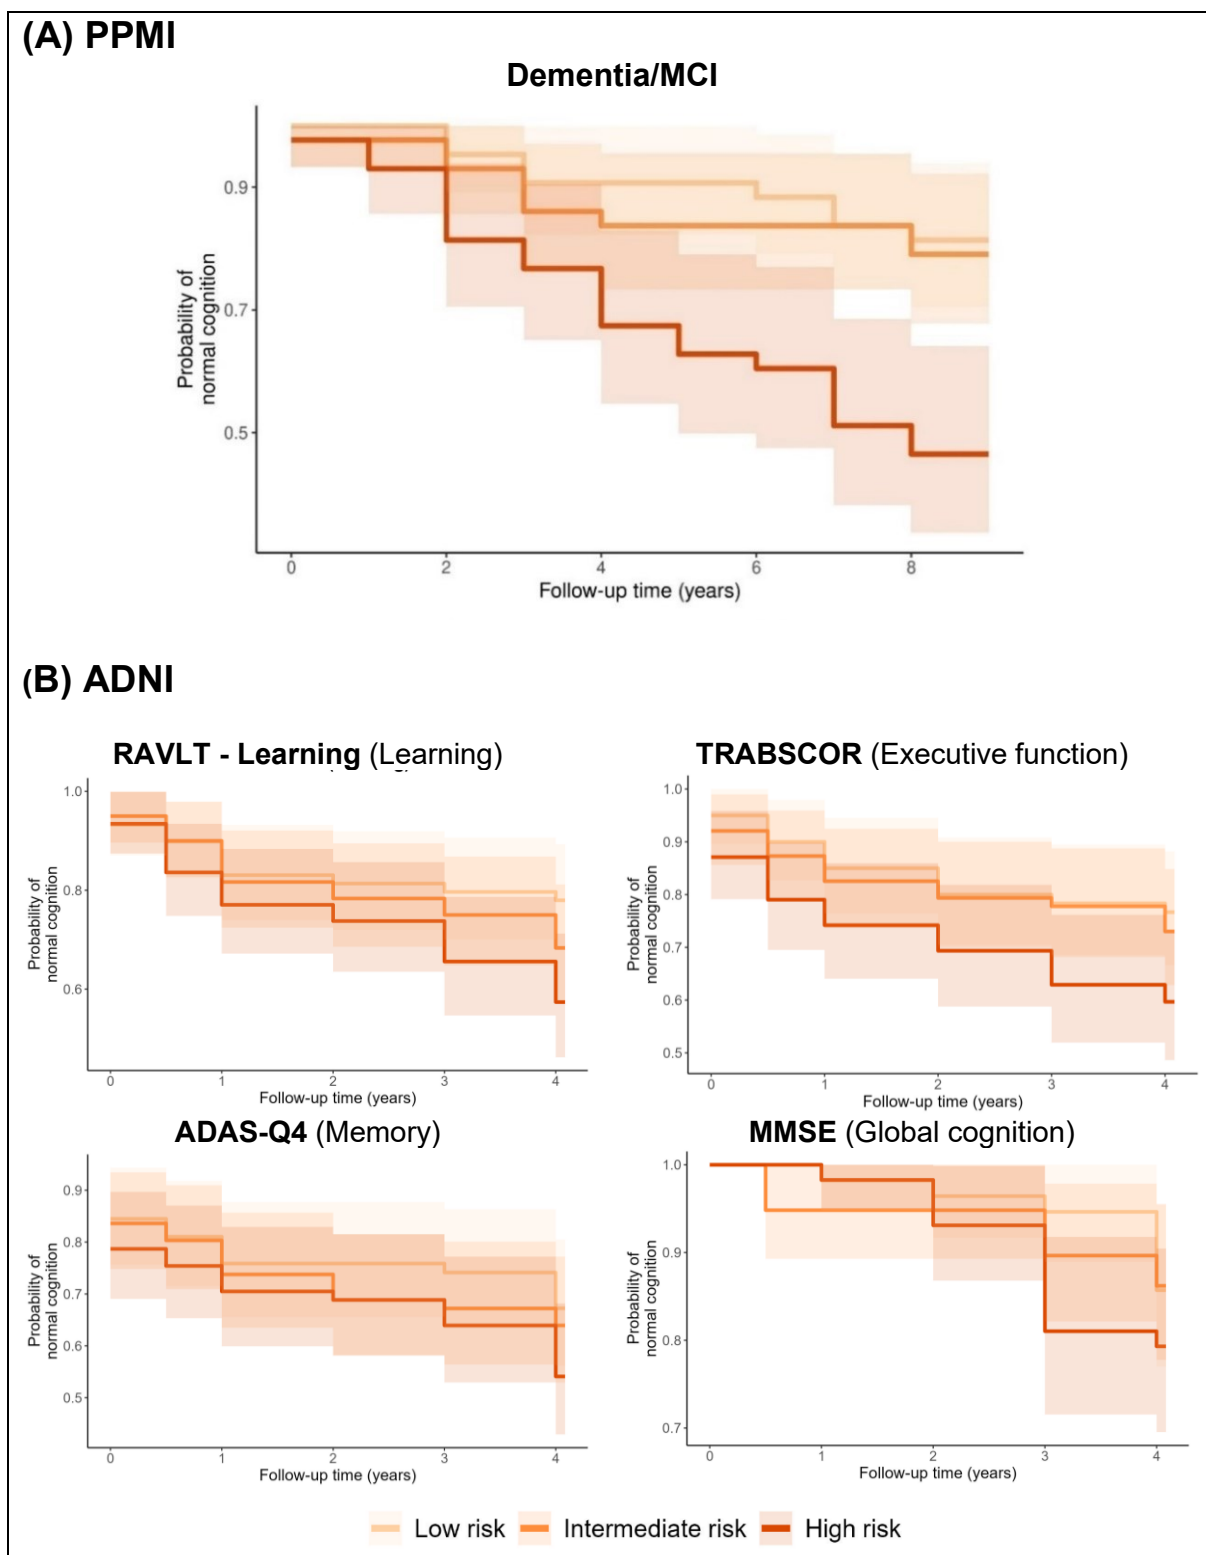 (A) PPMI
Dementia/MCI
Probability of
normal cognition
0.9
0.7
0.5
0 2 4 6 8
Follow-up time (years)
(B) ADNI
RAVLT - Learning (Learning)
Probability of
normal cognition
1.0
0.8
0.6
0 1 2 3 4
Follow-up time (years)
TRABSCOR (Executive function)
Probability of
normal cognition
1.0
0.9
0.8
0.7
0.6
0.5
0 1 2 3 4
Follow-up time (years)
ADAS-Q4 (Memory)
Probability of
normal cognition
0.9
0.8
0.7
0.6
0.5
0 1 2 3 4
Follow-up time (years)
MMSE (Global cognition)
Probability of
normal cognition
1.0
0.9
0.8
0.7
0 1 2 3 4
Follow-up time (years)
Low risk Intermediate risk High risk